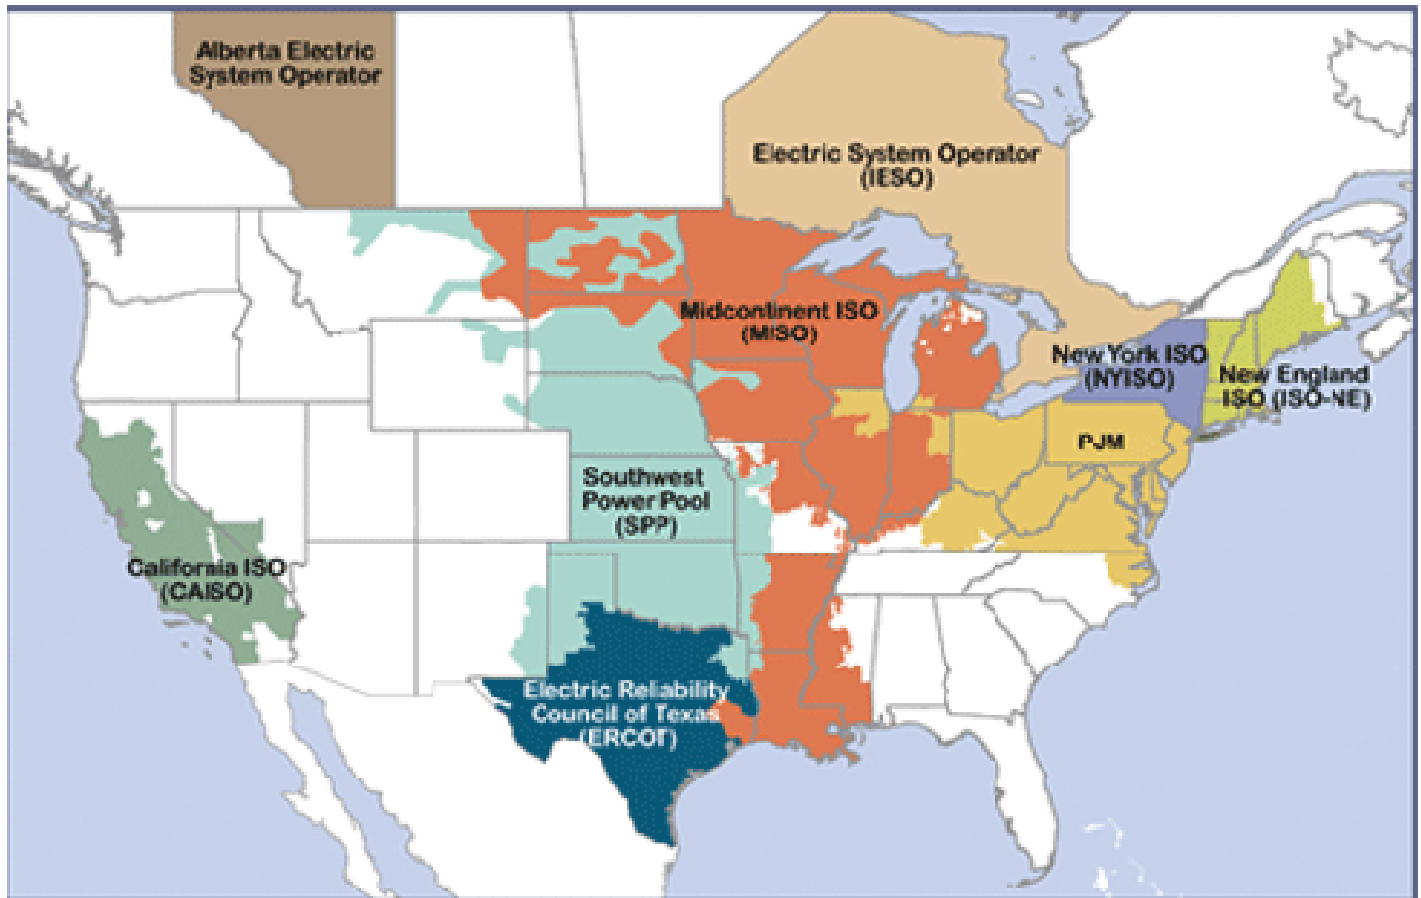 Alberta Electric
System Operator
Electric System Operator
(IESO)
Midcontinent ISO
(MISO)
New York ISO
(NYISO)
New England
ISO (ISO-NE)
PJM
Southwest
Power Pool
(SPP)
California ISO
(CAISO)
Electric Reliability
Council of Texas
(ERCOT)